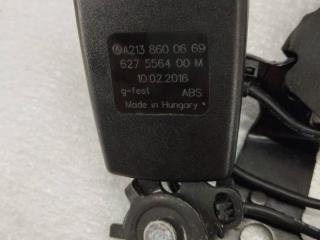 A213 860 06 69
627 5564 00 M
10.02.2016
g-fest ABS
Made in Hungary